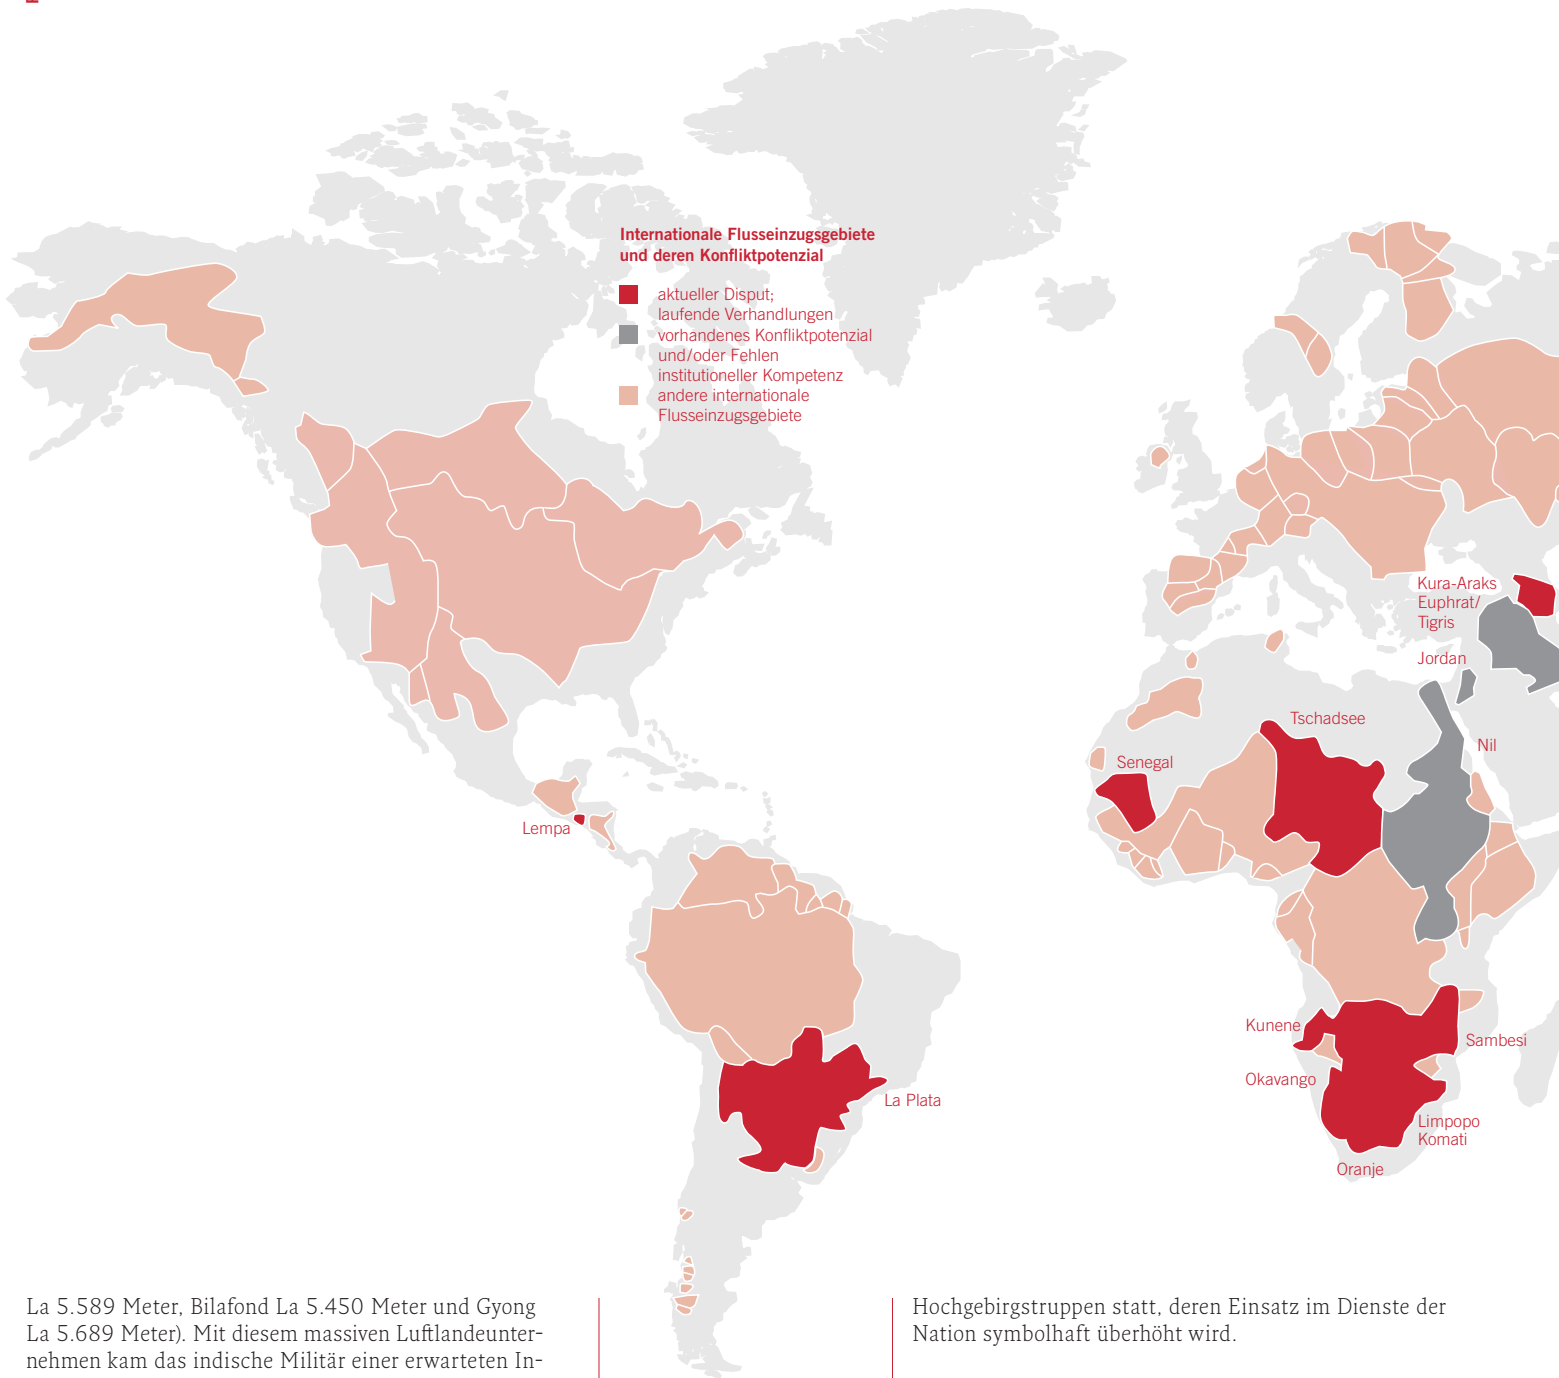 Internationale Flusseinzugsgebiete
und deren Konfliktpotenzial
aktueller Disput;
laufende Verhandlungen
vorhandenes Konfliktpotenzial
und/oder Fehlen
institutioneller Kompetenz
andere internationale
Flusseinzugsgebiete
Kura-Araks
Euphrat/
Tigris
Jordan
Tschadsee
Nil
Senegal
Lempa
Kunene
Sambesi
Okavango
La Plata
Limpopo
Komati
Oranje
La 5.589 Meter, Bilafond La 5.450 Meter und Gyong
La 5.689 Meter). Mit diesem massiven Luftlandeunter-
nehmen kam das indische Militär einer erwarteten In-
Hochgebirgstruppen statt, deren Einsatz im Dienste der
Nation symbolhaft überhöht wird.